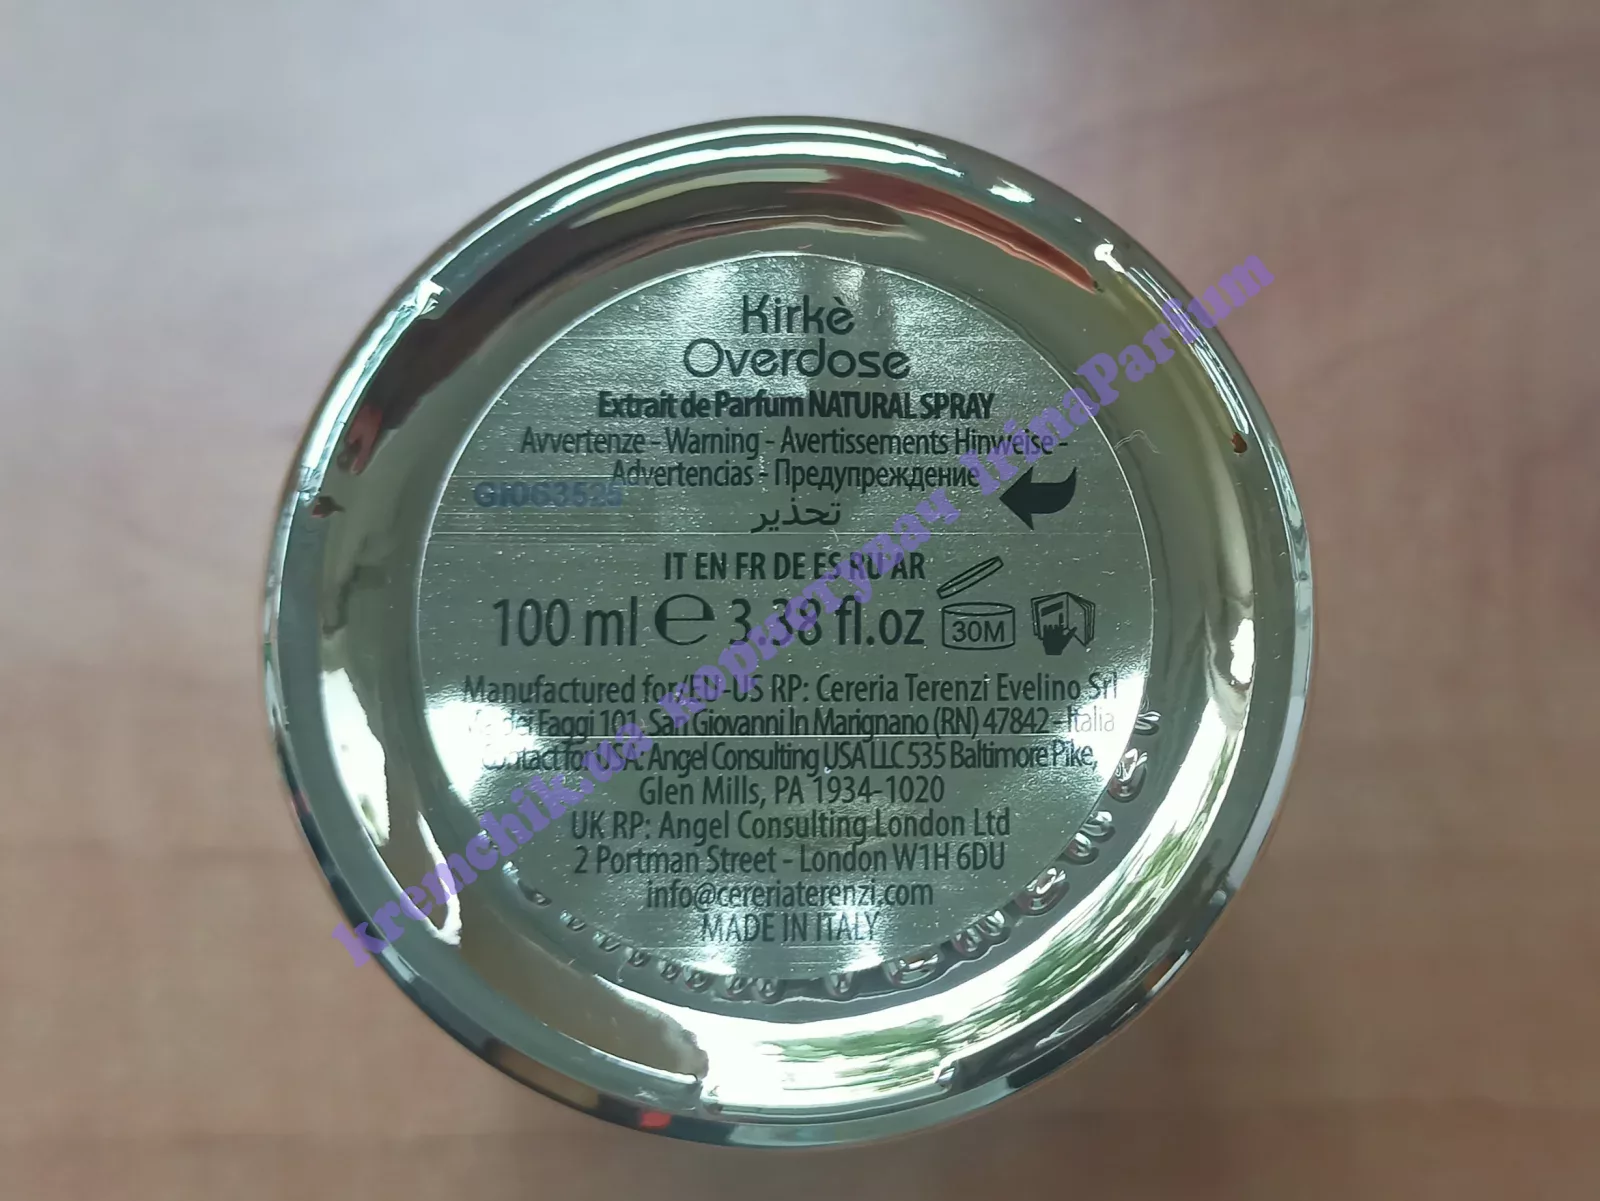 Kirkè
Overdose
Extrait de Parfum NATURAL SPRAY
Avvertenze - Warning - Avertissements Hinweise -
Advertencias - Предупреждение
GI063525
تحذير
IT EN FR DE ES RU AR
100 ml ℮ 3.38 fl.oz
30M
Manufactured for/EU-US RP: Cereria Terenzi Evelino Srl
dei Faggi 101, San Giovanni In Marignano (RN) 47842 - Italia
Contact for USA: Angel Consulting USA LLC 535 Baltimore Pike,
Glen Mills, PA 1934-1020
UK RP: Angel Consulting London Ltd
2 Portman Street - London W1H 6DU
info@cereriaterenzi.com
MADE IN ITALY
kremchik.ua користувач IrinaParfum